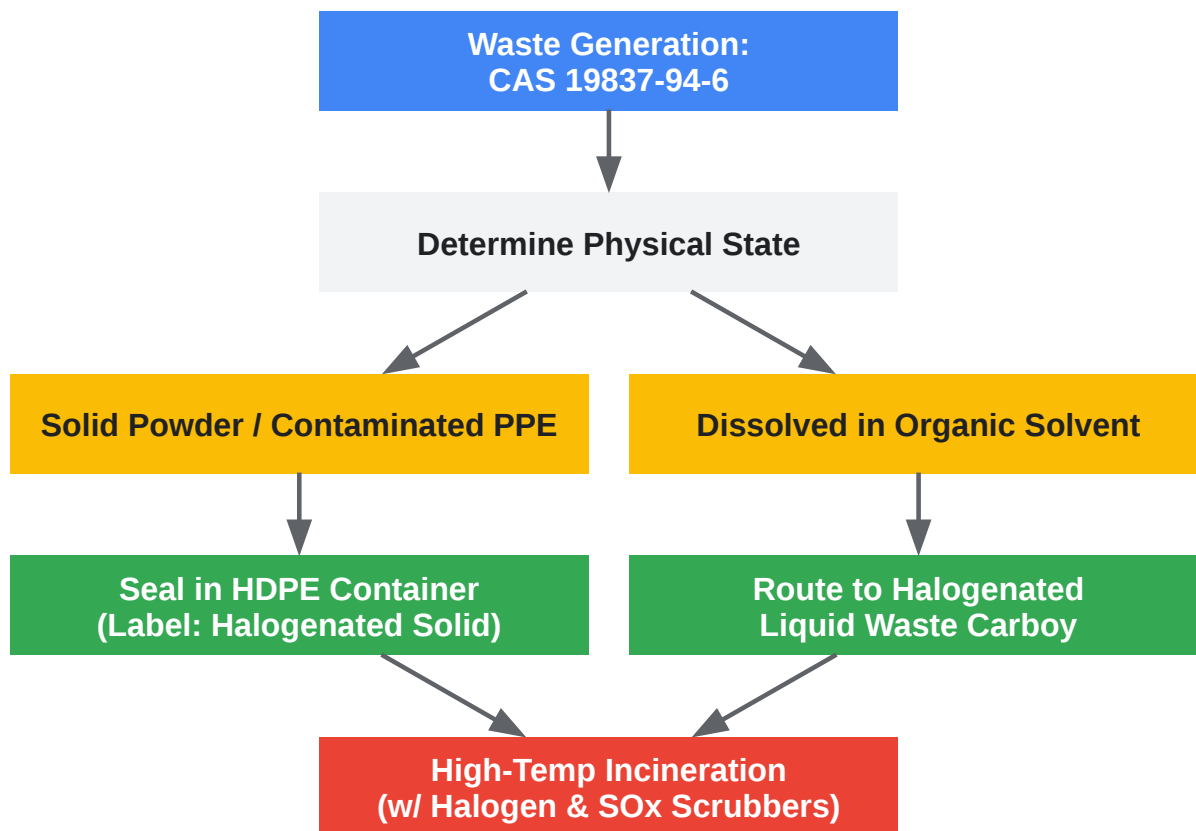 Waste Generation:
CAS 19837-94-6
Determine Physical State
Solid Powder / Contaminated PPE
Dissolved in Organic Solvent
Seal in HDPE Container
(Label: Halogenated Solid)
Route to Halogenated
Liquid Waste Carboy
High-Temp Incineration
(w/ Halogen & SOx Scrubbers)